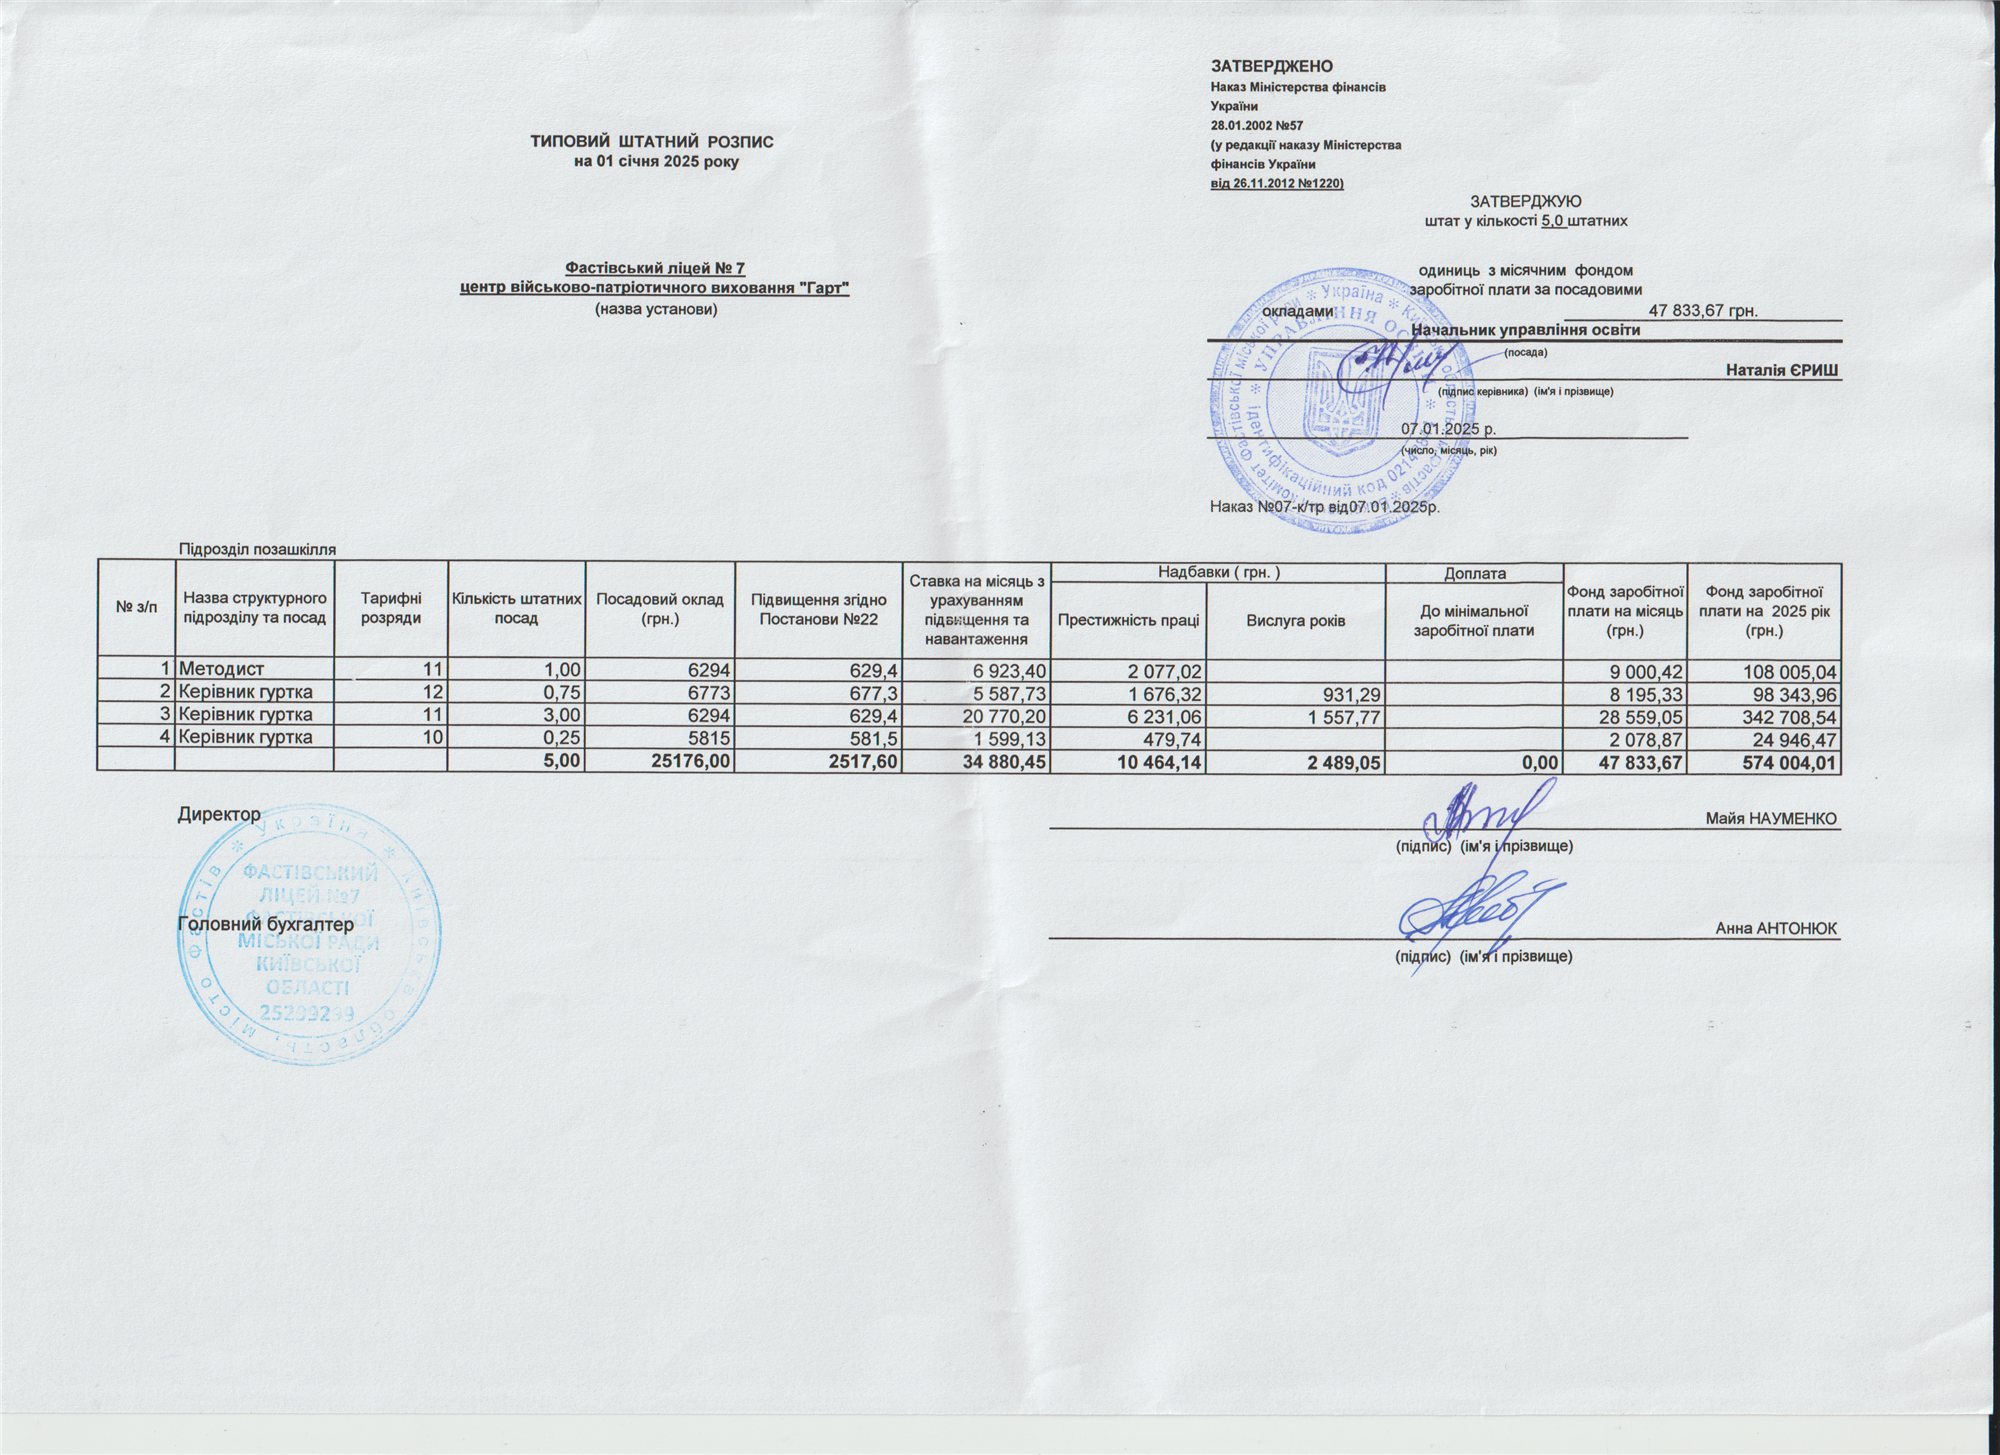 ЗАТВЕРДЖЕНО
Наказ Міністерства фінансів
України
28.01.2002 №57
(у редакції наказу Міністерства
фінансів України
від 26.11.2012 №1220)
ТИПОВИЙ ШТАТНИЙ РОЗПИС
на 01 січня 2025 року
ЗАТВЕРДЖУЮ
штат у кількості 5,0 штатних
Фастівський ліцей № 7
центр військово-патріотичного виховання "Гарт"
(назва установи)
одиниць з місячним фондом
заробітної плати за посадовими
окладами 47 833,67 грн.
Начальник управління освіти
(посада)
Наталія ЄРИШ
(підпис керівника) (ім'я і прізвище)
07.01.2025 р.
(число, місяць, рік)
Наказ №07-к/тр від07.01.2025р.
Україна
УПРАВЛІННЯ ОСВІТИ
ідентифікаційний код
Підрозділ позашкілля
№ з/п | Назва структурного підрозділу та посад | Тарифні розряди | Кількість штатних посад | Посадовий оклад (грн.) | Підвищення згідно Постанови №22 | Ставка на місяць з урахуванням підвищення та навантаження | Надбавки ( грн. ) | Престижність праці | Вислуга років | Доплата | До мінімальної заробітної плати | Фонд заробітної плати на місяць (грн.) | Фонд заробітної плати на 2025 рік (грн.)
1 Методист 11 1,00 6294 629,4 6 923,40 2 077,02 9 000,42 108 005,04
2 Керівник гуртка 12 0,75 6773 677,3 5 587,73 1 676,32 931,29 8 195,33 98 343,96
3 Керівник гуртка 11 3,00 6294 629,4 20 770,20 6 231,06 1 557,77 28 559,05 342 708,54
4 Керівник гуртка 10 0,25 5815 581,5 1 599,13 479,74 2 078,87 24 946,47
5,00 25176,00 2517,60 34 880,45 10 464,14 2 489,05 0,00 47 833,67 574 004,01
Директор
Майя НАУМЕНКО
(підпис) (ім'я і прізвище)
Головний бухгалтер
Анна АНТОНЮК
(підпис) (ім'я і прізвище)
Україна * Київська область, місто Фастів *
ФАСТІВСЬКИЙ
ЛІЦЕЙ №7
ФАСТІВСЬКОЇ
МІСЬКОЇ РАДИ
КИЇВСЬКОЇ
ОБЛАСТІ